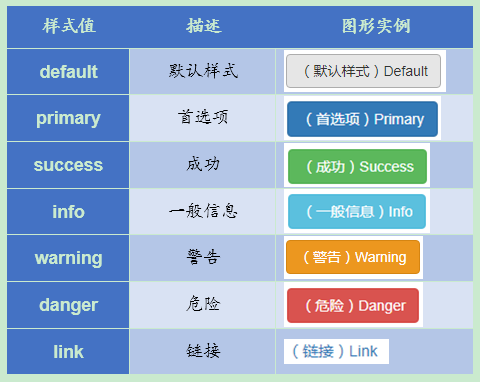 样式值 描述 图形实例
default 默认样式 （默认样式）Default
primary 首选项 （首选项）Primary
success 成功 （成功）Success
info 一般信息 （一般信息）Info
warning 警告 （警告）Warning
danger 危险 （危险）Danger
link 链接 （链接）Link